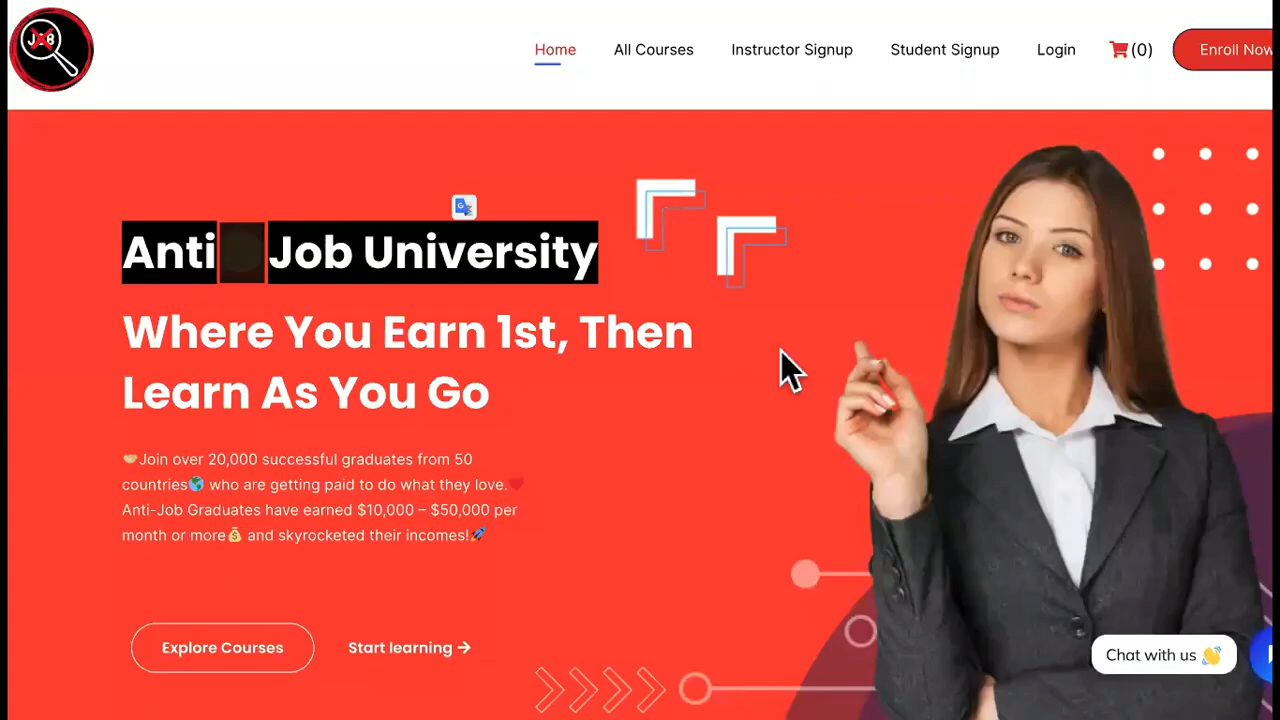 JOB
Home
All Courses
Instructor Signup
Student Signup
Login
(0)
Enroll Now
Anti Job University
Where You Earn 1st, Then
Learn As You Go
🤝Join over 20,000 successful graduates from 50
countries🌎 who are getting paid to do what they love.❤️
Anti-Job Graduates have earned $10,000 – $50,000 per
month or more💰 and skyrocketed their incomes!🚀
Explore Courses
Start learning →
Chat with us 👋